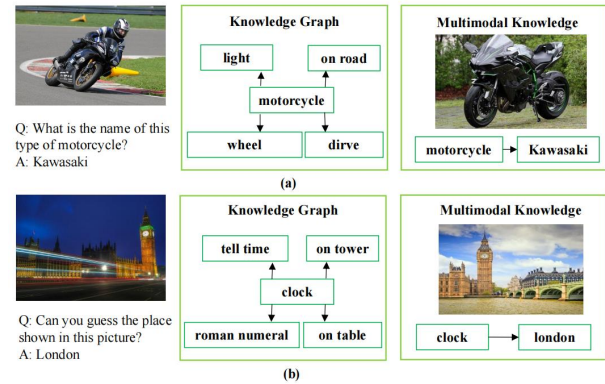 Knowledge Graph
light
on road
motorcycle
wheel
dirve
Multimodal Knowledge
motorcycle
Kawasaki
Q: What is the name of this
type of motorcycle?
A: Kawasaki
(a)
Knowledge Graph
tell time
on tower
clock
roman numeral
on table
Multimodal Knowledge
clock
london
Q: Can you guess the place
shown in this picture?
A: London
(b)